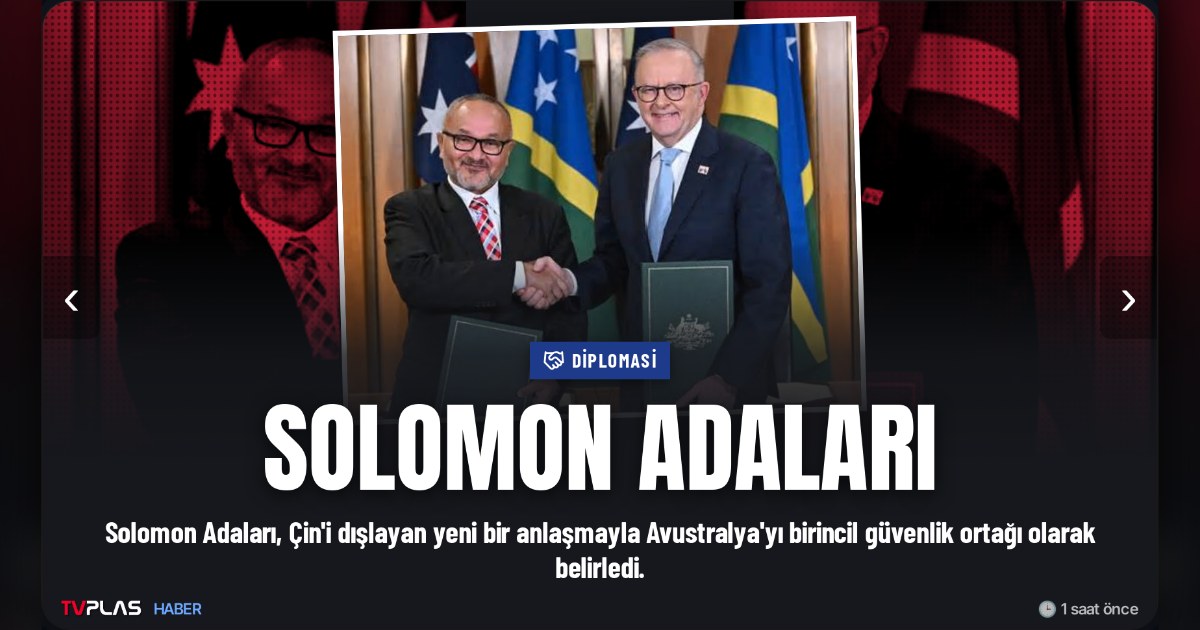 DİPLOMASİ
SOLOMON ADALARI
Solomon Adaları, Çin'i dışlayan yeni bir anlaşmayla Avustralya'yı birincil güvenlik ortağı olarak
belirledi.
TVPLAS HABER
1 saat önce